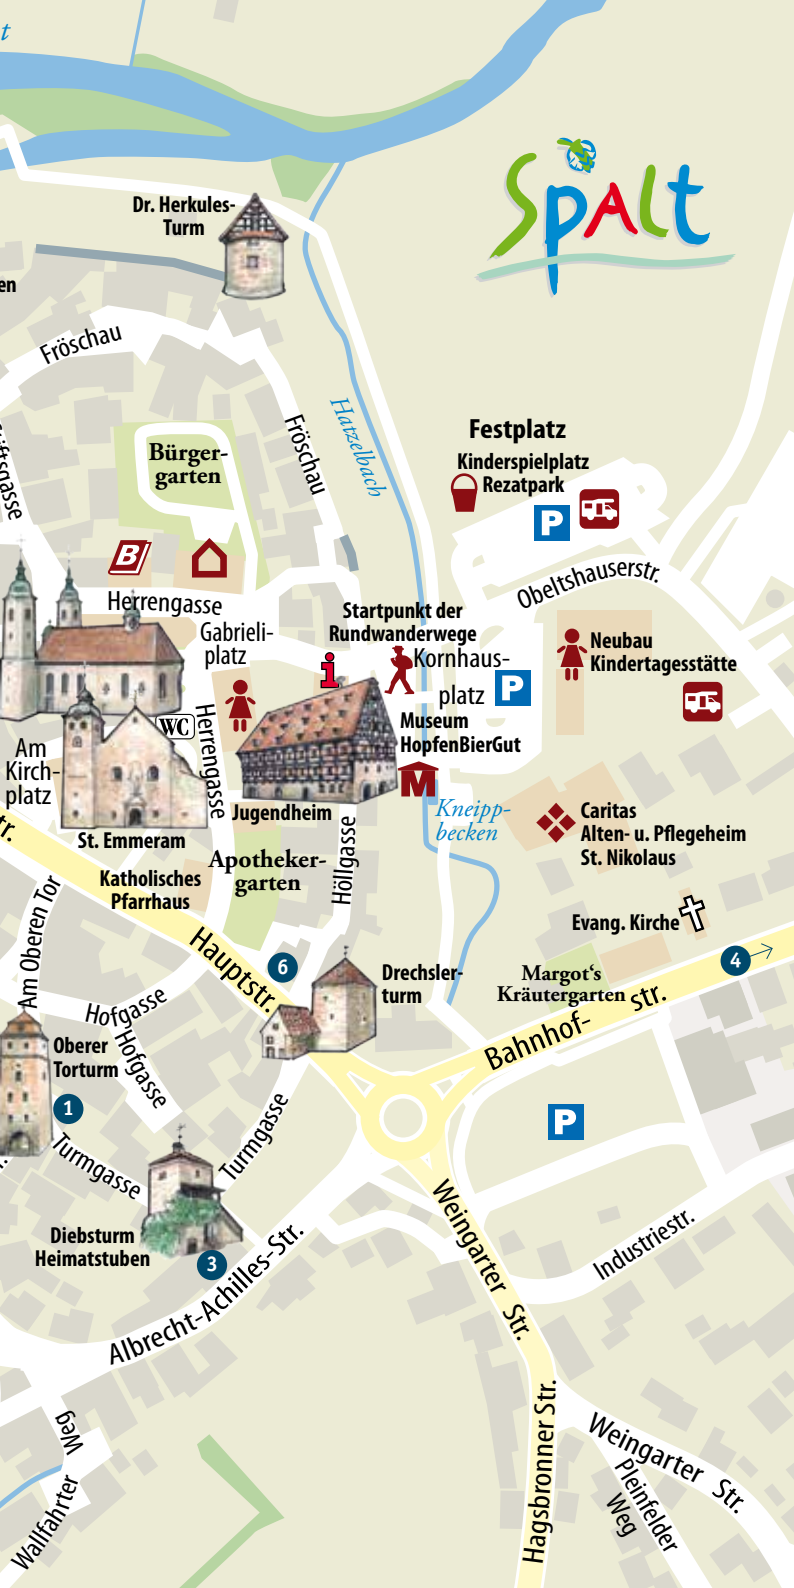 t
Spalt
Dr. Herkules-
Turm
en
Fröschau
Fröschau
Hatzelbach
Bürger-
garten
Festplatz
Kinderspielplatz
Rezatpark
P
B
Obeltshauserstr.
Herrengasse
Gabrieli-
platz
Startpunkt der
Rundwanderwege
i
Kornhaus-
platz
P
Neubau
Kindertagesstätte
WC
Herrengasse
Museum
HopfenBierGut
M
Am
Kirch-
platz
Jugendheim
Kneipp-
becken
Caritas
Alten- u. Pflegeheim
St. Nikolaus
tr.
St. Emmeram
Apotheker-
garten
Höllgasse
Katholisches
Pfarrhaus
Am Oberen Tor
Hauptstr.
6
Evang. Kirche
4
Drechsler-
turm
Margot‘s
Kräutergarten
Bahnhof- str.
Hofgasse
Hofgasse
Oberer
Torturm
1
P
Turmgasse
Turmgasse
Diebsturm
Heimatstuben
3
Albrecht-Achilles-Str.
Weingarter Str.
Industriestr.
Hagsbronner Str.
Weingarter Str.
Pleinfelder
Weg
Wallfahrter
Weg